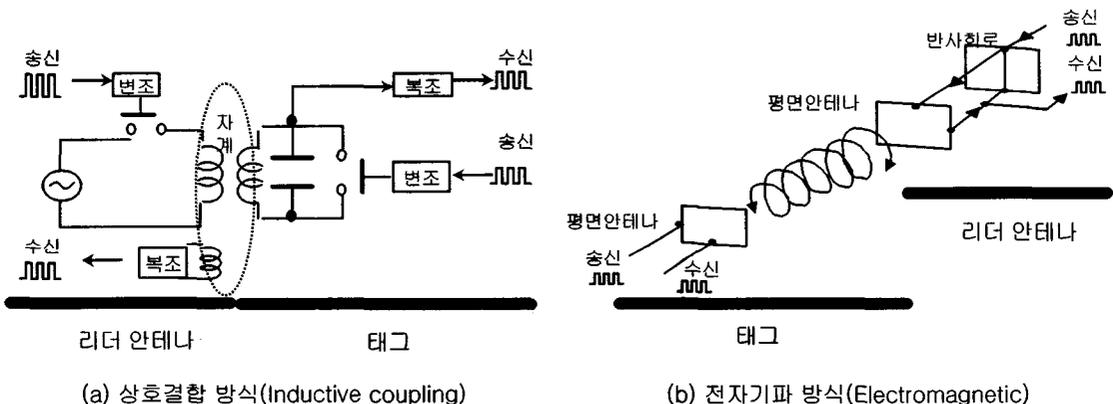 송신
변조
수신
복조
자
계
송신
변조
수신
복조
리더 안테나
태그
(a) 상호결합 방식(Inductive coupling)
송신
반사회로
수신
평면안테나
리더 안테나
평면안테나
송신
수신
태그
(b) 전자기파 방식(Electromagnetic)